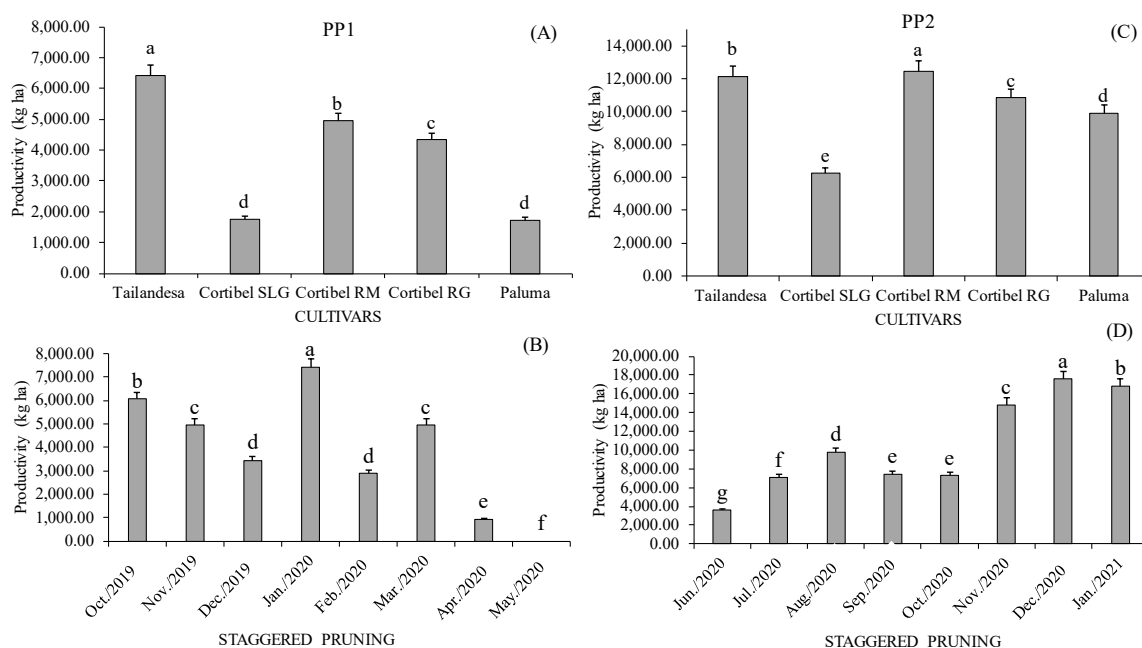 PP1
(A)
8,000.00
7,000.00
6,000.00
5,000.00
4,000.00
3,000.00
2,000.00
1,000.00
0.00
Productivity (kg ha)
a
d
b
c
d
Tailandesa Cortibel SLG Cortibel RM Cortibel RG Paluma
CULTIVARS
PP2
(C)
14,000.00
12,000.00
10,000.00
8,000.00
6,000.00
4,000.00
2,000.00
0.00
Productivity (kg ha)
b
e
a
c
d
Tailandesa Cortibel SLG Cortibel RM Cortibel RG Paluma
CULTIVARS
(B)
8,000.00
7,000.00
6,000.00
5,000.00
4,000.00
3,000.00
2,000.00
1,000.00
0.00
Productivity (kg ha)
b
c
d
a
d
c
e
f
Oct./2019 Nov./2019 Dec./2019 Jan./2020 Feb./2020 Mar./2020 Apr./2020 May./2020
STAGGERED PRUNING
(D)
20,000.00
18,000.00
16,000.00
14,000.00
12,000.00
10,000.00
8,000.00
6,000.00
4,000.00
2,000.00
0.00
Productivity (kg ha)
g
f
d
e
e
c
a
b
Jun./2020 Jul./2020 Aug./2020 Sep./2020 Oct./2020 Nov./2020 Dec./2020 Jan./2021
STAGGERED PRUNING